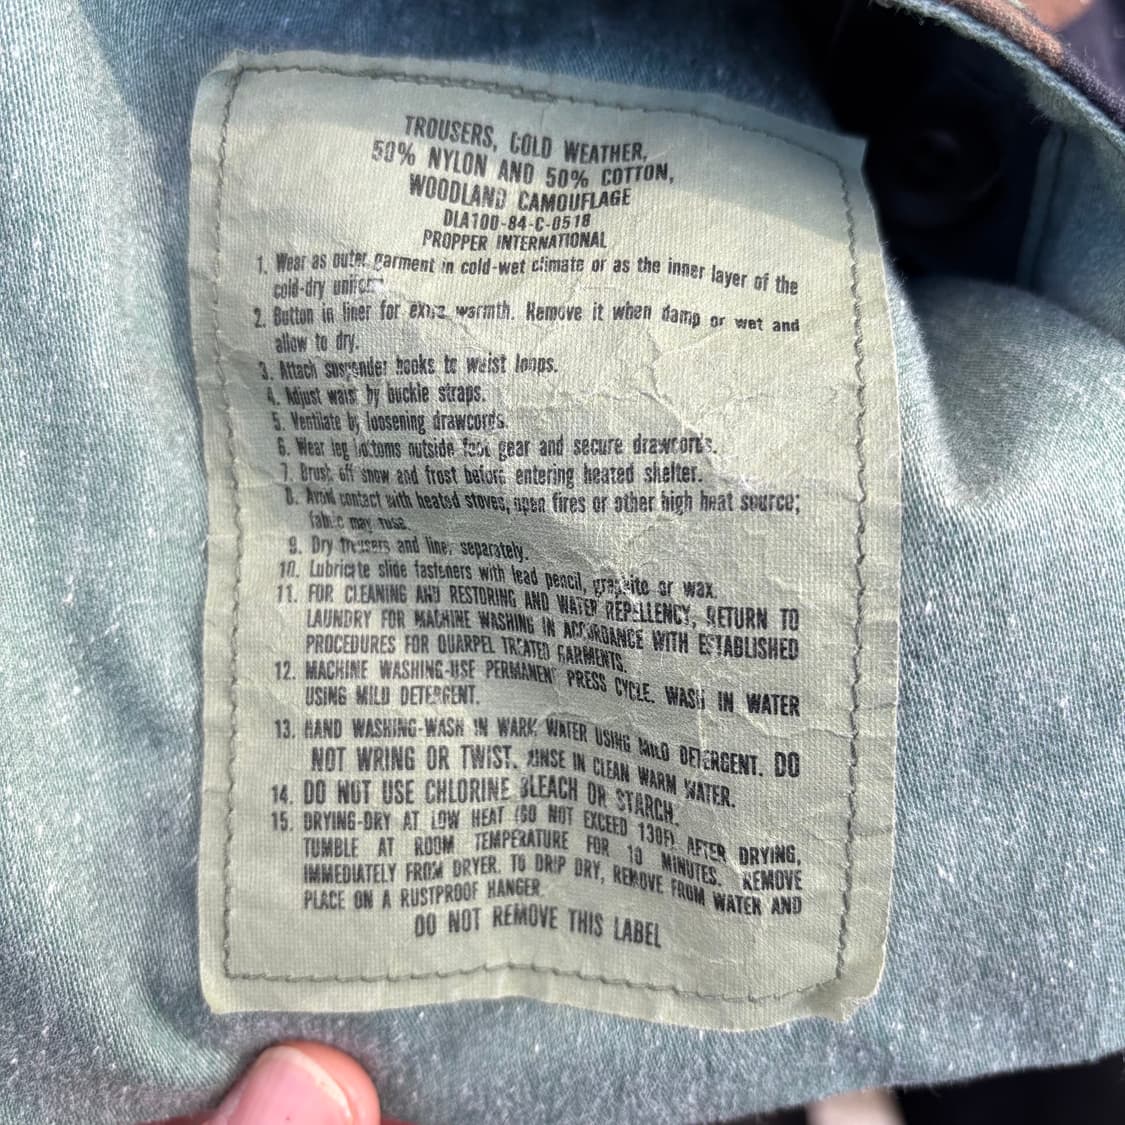 TROUSERS, COLD WEATHER,
50% NYLON AND 50% COTTON,
WOODLAND CAMOUFLAGE
DLA100-84-C-0518
PROPPER INTERNATIONAL
1. Wear as outer garment in cold-wet climate or as the inner layer of the
cold-dry uniform.
2. Button in liner for extra warmth. Remove it when damp or wet and
allow to dry.
3. Attach suspender hooks to waist loops.
4. Adjust waist by buckle straps.
5. Ventilate by loosening drawcords.
6. Wear leg bottoms outside foot gear and secure drawcords.
7. Brush off snow and frost before entering heated shelter.
8. Avoid contact with heated stoves, open fires or other high heat source;
fabric may fuse.
9. Dry trousers and liner separately.
10. Lubricate slide fasteners with lead pencil, graphite or wax.
11. FOR CLEANING AND RESTORING AND WATER REPELLENCY, RETURN TO
LAUNDRY FOR MACHINE WASHING IN ACCORDANCE WITH ESTABLISHED
PROCEDURES FOR QUARPEL TREATED GARMENTS.
12. MACHINE WASHING-USE PERMANENT PRESS CYCLE. WASH IN WATER
USING MILD DETERGENT.
13. HAND WASHING-WASH IN WARM WATER USING MILD DETERGENT. DO
NOT WRING OR TWIST. RINSE IN CLEAN WARM WATER.
14. DO NOT USE CHLORINE BLEACH OR STARCH.
15. DRYING-DRY AT LOW HEAT (DO NOT EXCEED 130F) AFTER DRYING,
TUMBLE AT ROOM TEMPERATURE FOR 10 MINUTES. REMOVE
IMMEDIATELY FROM DRYER. TO DRIP DRY, REMOVE FROM WATER AND
PLACE ON A RUSTPROOF HANGER.
DO NOT REMOVE THIS LABEL